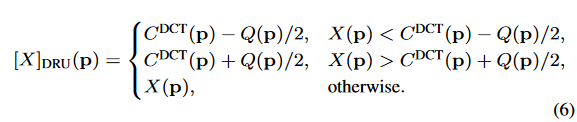 C^DCT(p) − Q(p)/2, X(p) < C^DCT(p) − Q(p)/2,
[X]_DRU(p) = { C^DCT(p) + Q(p)/2, X(p) > C^DCT(p) + Q(p)/2,
X(p), otherwise.
(6)